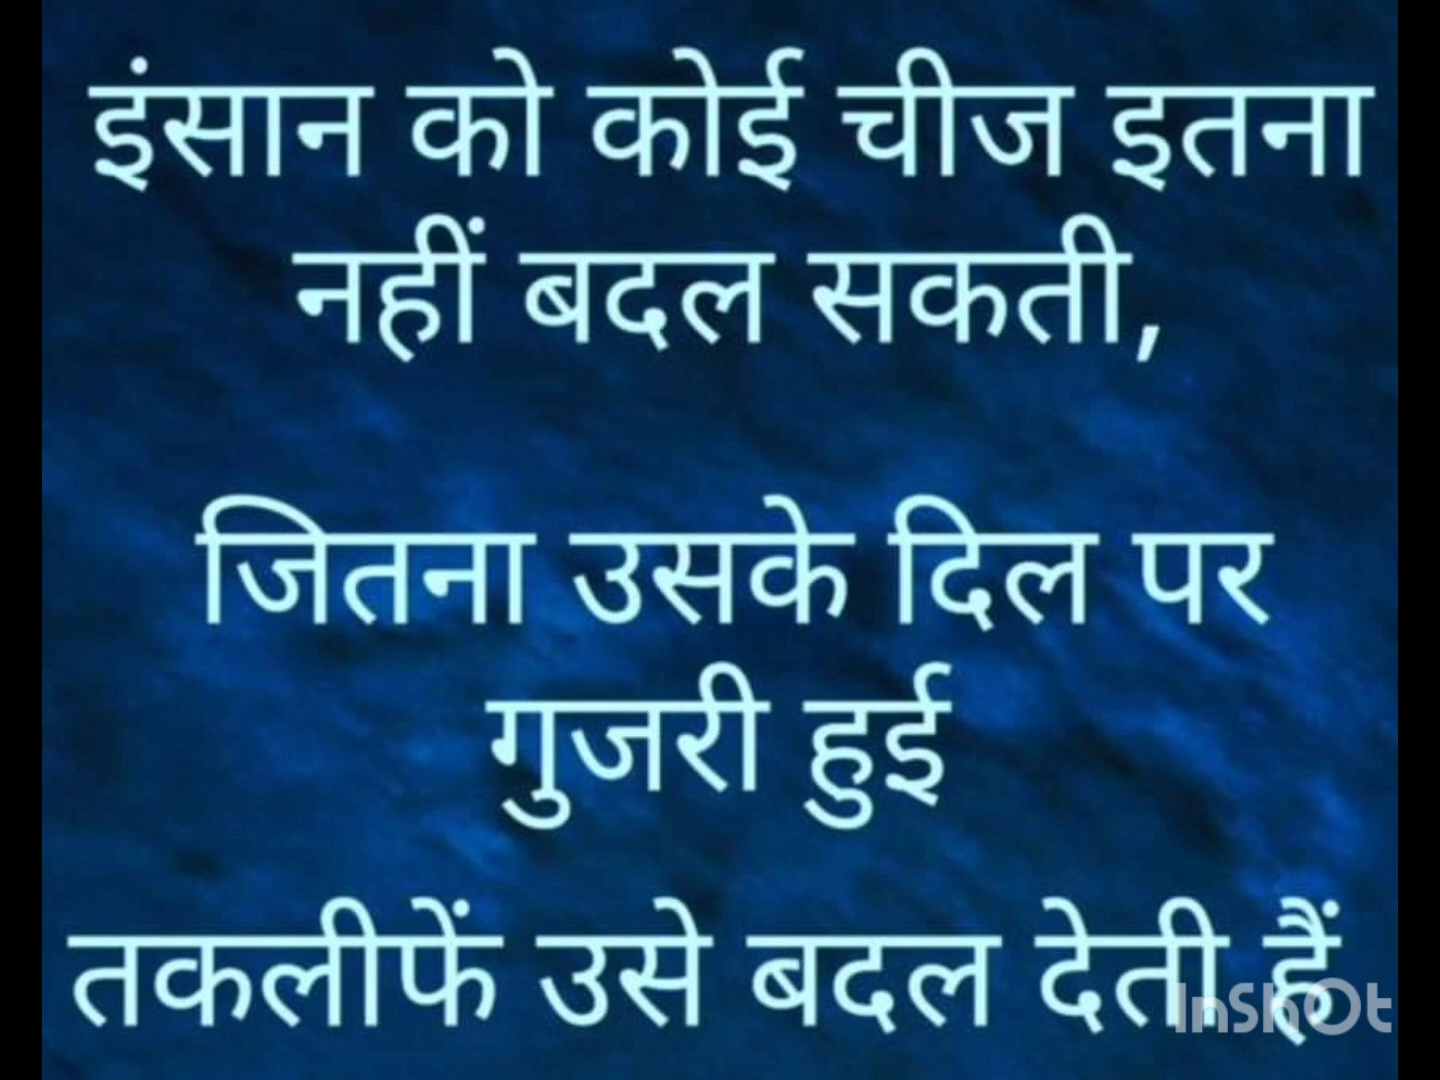 इंसान को कोई चीज इतना
नहीं बदल सकती,
जितना उसके दिल पर
गुजरी हुई
तकलीफें उसे बदल देती हैं
InShOt